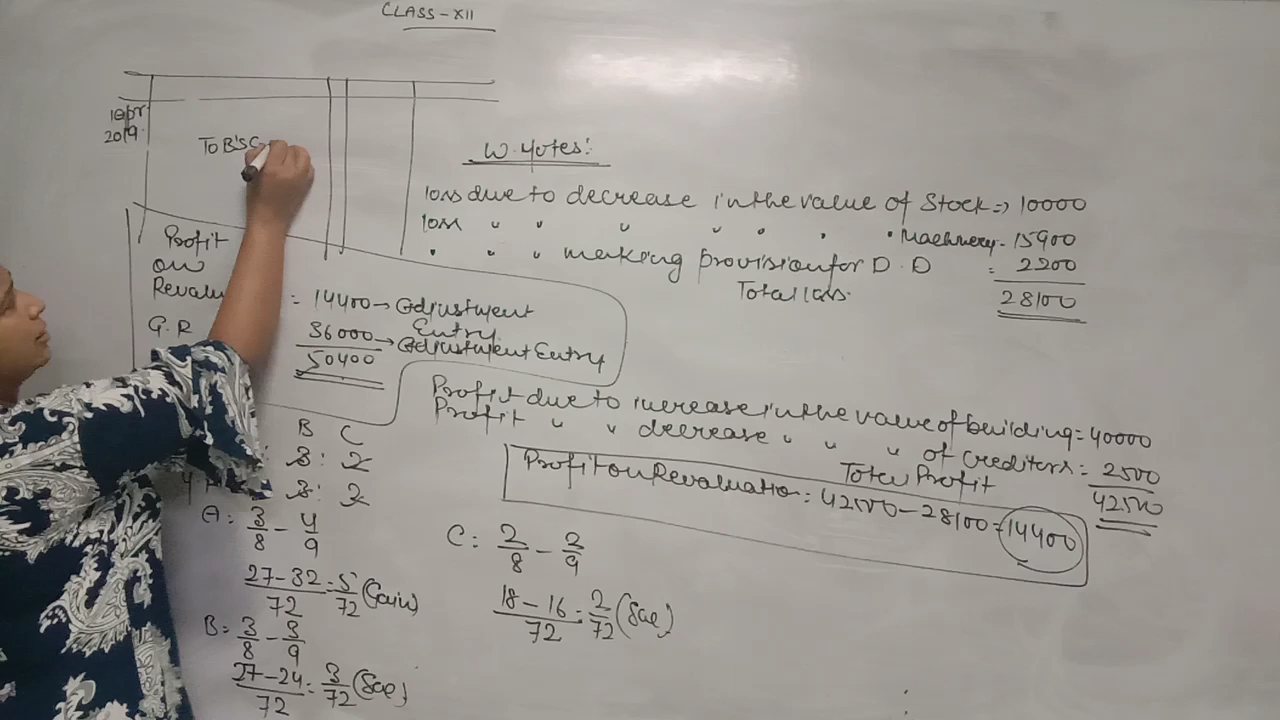 CLASS-XII
1apr
2019
To B'sC
W. Notes:
loss due to decrease in the value of Stock => 10000
loss " " " " " " " Machinery - 15900
" " " making provision for D.D = 2200
Total loss. 28100
Profit
on
Revalu = 14400 → Adjustment Entry
G.R 36000 → Adjustment Entry
50400
Profit due to increase in the value of building = 40000
Profit " " decrease " " " of creditors = 2500
Total Profit 42500
Profit on Revaluation = 42500 - 28100 = 14400
B C
3 : 2
3 : 2
A = 3/8 - 4/9
27-32/72 = 5/72 (Gain)
B = 3/8 - 3/9
27-24/72 = 3/72 (Sac)
C = 2/8 - 2/9
18-16/72 = 2/72 (Sac)